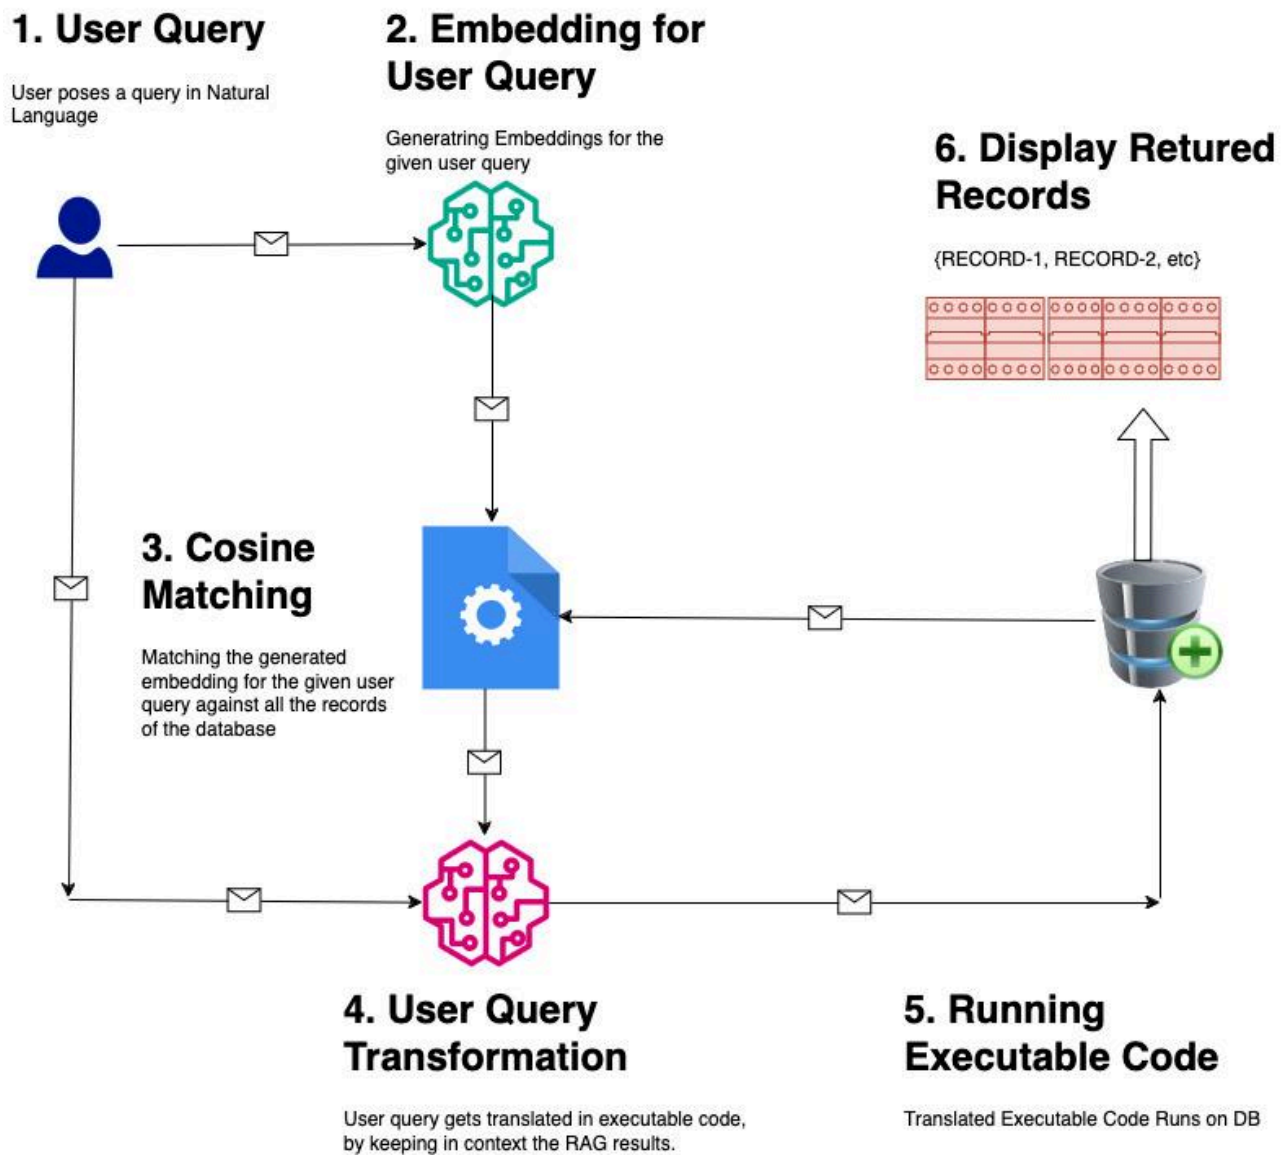 1. User Query
User poses a query in Natural
Language
2. Embedding for
User Query
Generatring Embeddings for the
given user query
6. Display Retured
Records
{RECORD-1, RECORD-2, etc}
3. Cosine
Matching
Matching the generated
embedding for the given user
query against all the records
of the database
4. User Query
Transformation
User query gets translated in executable code,
by keeping in context the RAG results.
5. Running
Executable Code
Translated Executable Code Runs on DB